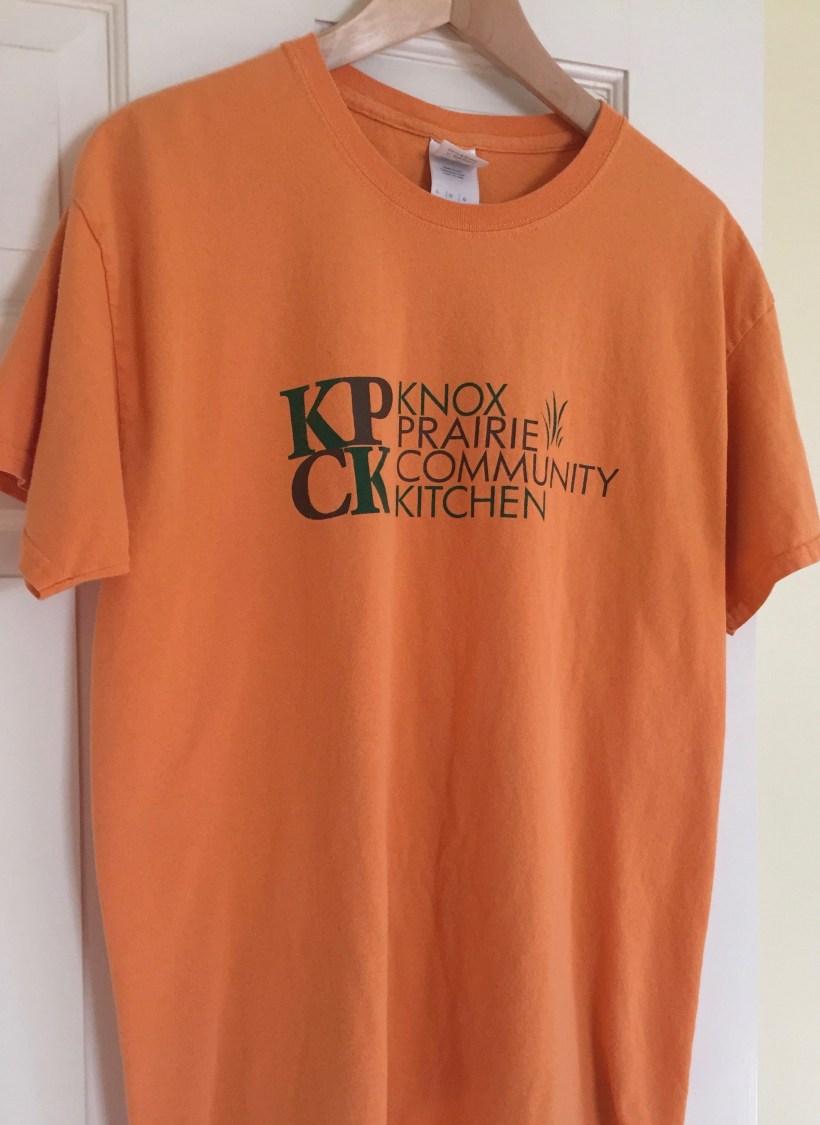 KP
CK
KNOX
PRAIRIE
COMMUNITY
KITCHEN